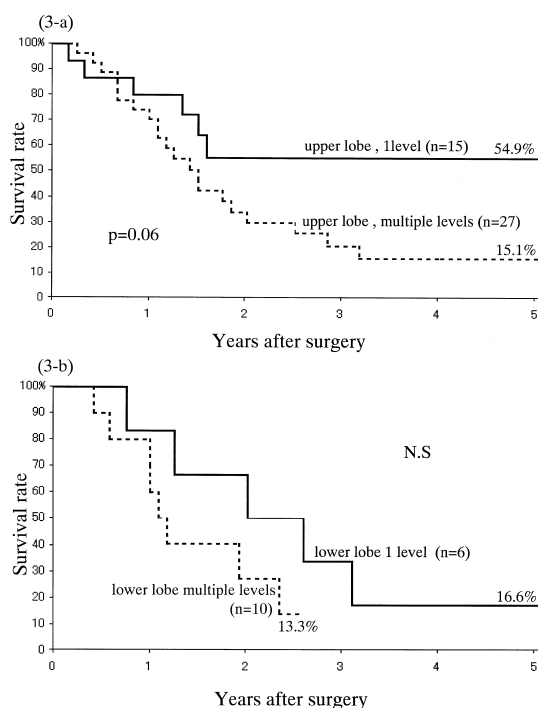 (3-a)
100%
90
80
70
60
50
40
30
20
10
0
Survival rate
upper lobe , 1level (n=15)
54.9%
upper lobe , multiple levels (n=27)
p=0.06
15.1%
0 1 2 3 4 5
Years after surgery
(3-b)
100%
90
80
70
60
50
40
30
20
10
0
Survival rate
N.S
lower lobe 1 level (n=6)
lower lobe multiple levels
(n=10)
13.3%
16.6%
0 1 2 3 4 5
Years after surgery